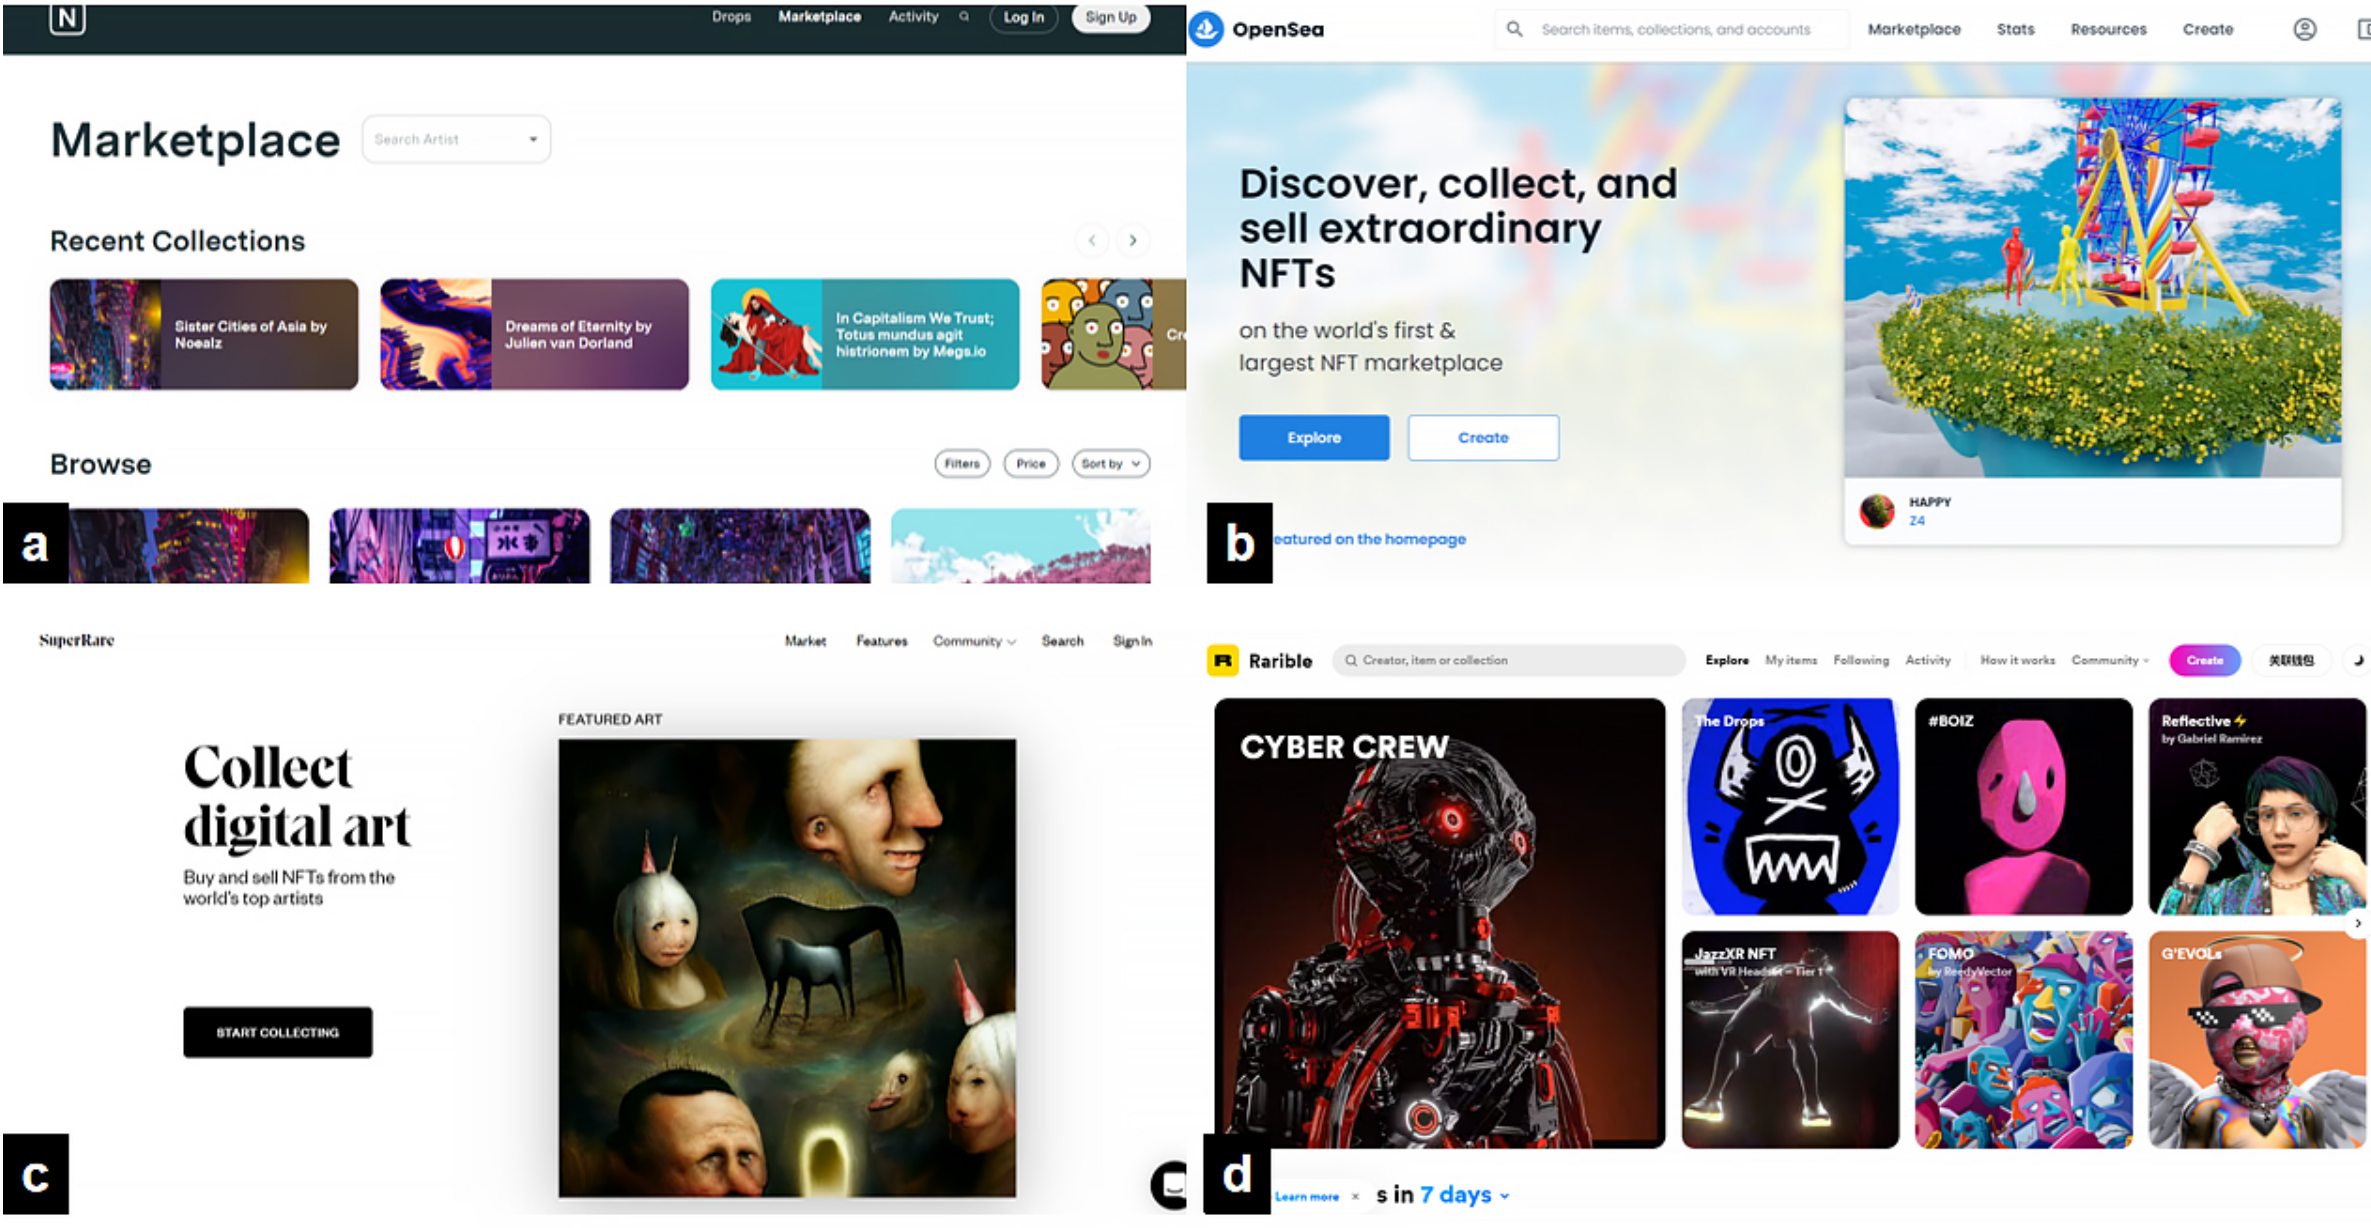 N
Drops Marketplace Activity Log In Sign Up
Marketplace Search Artist
Recent Collections
Sister Cities of Asia by
Noealz
Dreams of Eternity by
Julien van Dorland
In Capitalism We Trust;
Totus mundus agit
histrionem by Megs.io
Cr
Browse Filters Price Sort by
a
OpenSea Search items, collections, and accounts Marketplace Stats Resources Create
Discover, collect, and
sell extraordinary
NFTs
on the world's first &
largest NFT marketplace
Explore Create
HAPPY
Z4
eatured on the homepage
b
SuperRare Market Features Community Search Sign In
FEATURED ART
Collect
digital art
Buy and sell NFTs from the
world's top artists
START COLLECTING
c
R Rarible Creator, item or collection Explore My items Following Activity How it works Community Create 关联钱包
CYBER CREW
The Drops
#BOIZ
Reflective⚡
by Gabriel Ramirez
JazzXR NFT
with VR Headset – Tier 1
FOMO
by ReedyVector
G'EVOLs
d
Learn more × s in 7 days